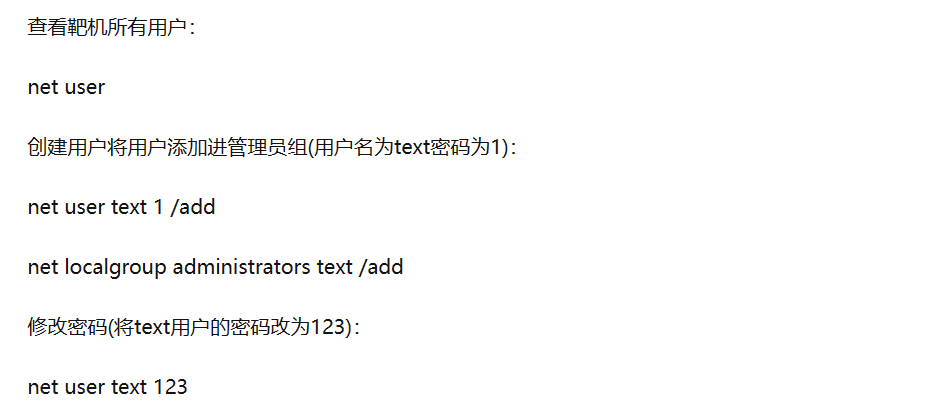 查看靶机所有用户：
net user
创建用户将用户添加进管理员组(用户名为text密码为1)：
net user text 1 /add
net localgroup administrators text /add
修改密码(将text用户的密码改为123)：
net user text 123